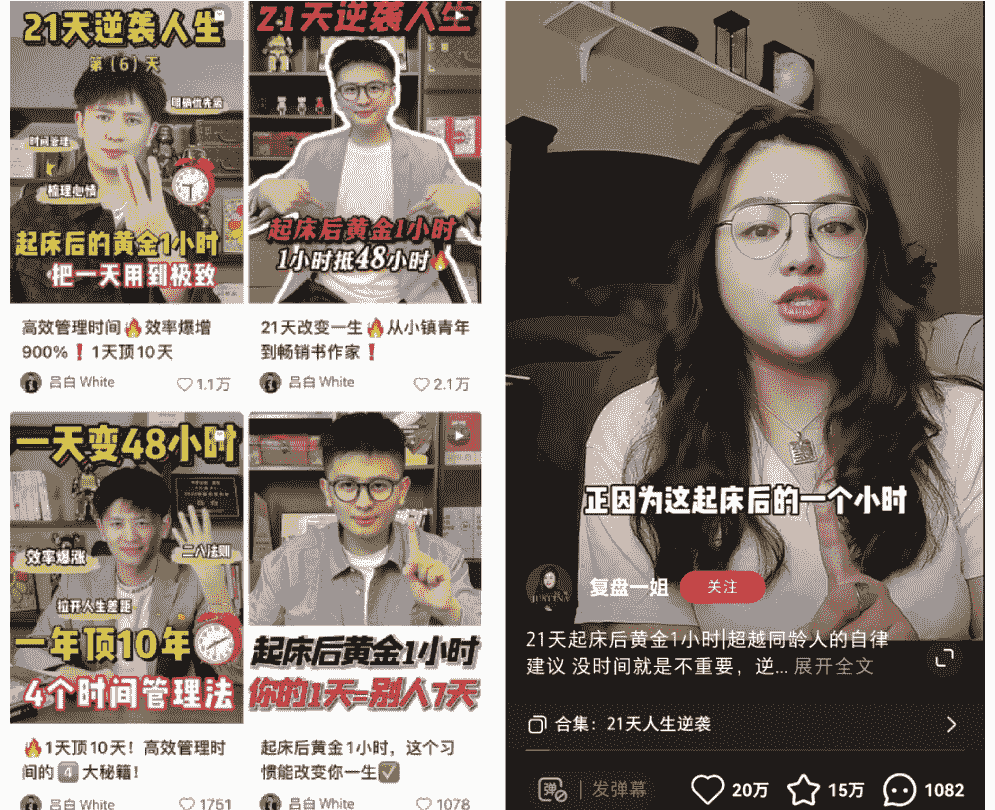 21天逆袭人生
第(6)天
明确优先级
时间管理
梳理心情
起床后的黄金1小时
把一天用到极致
高效管理时间🔥效率爆增
900%❗1天顶10天
吕白 White
1.1万
21天逆袭人生
起床后黄金1小时
1小时抵48小时🔥
21天改变一生🔥从小镇青年
到畅销书作家❗
吕白 White
2.1万
一天变48小时
效率爆涨
二八法则
拉开人生差距
一年顶10年
4个时间管理法
🔥1天顶10天!高效管理时
间的4️⃣大秘籍!
吕白 White
1751
起床后黄金1小时
你的1天=别人7天
起床后黄金1小时,这个习
惯能改变你一生✅
吕白 White
1078
正因为这起床后的一个小时
JUSTINA
复盘一姐
关注
21天起床后黄金1小时|超越同龄人的自律
建议 没时间就是不重要,逆... 展开全文
合集:21天人生逆袭
弹
发弹幕
20万
15万
1082